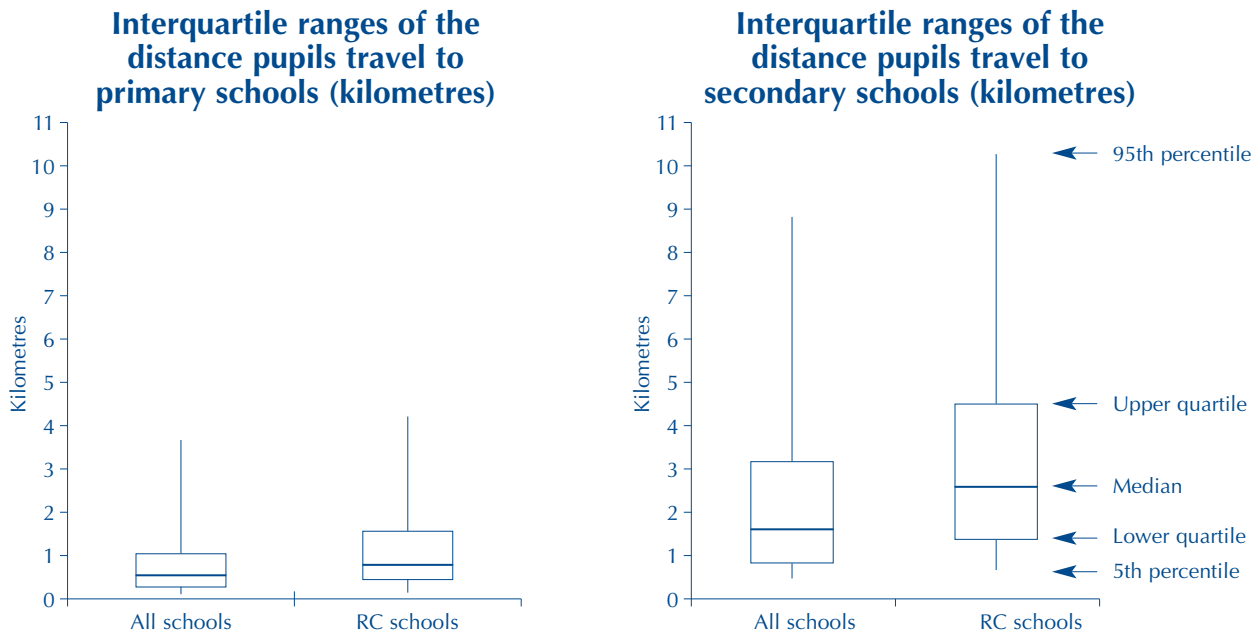 Interquartile ranges of the
distance pupils travel to
primary schools (kilometres)
11
10
9
8
7
6
5
4
3
2
1
0
Kilometres
All schools
RC schools
Interquartile ranges of the
distance pupils travel to
secondary schools (kilometres)
11
10
9
8
7
6
5
4
3
2
1
0
Kilometres
All schools
RC schools
95th percentile
Upper quartile
Median
Lower quartile
5th percentile